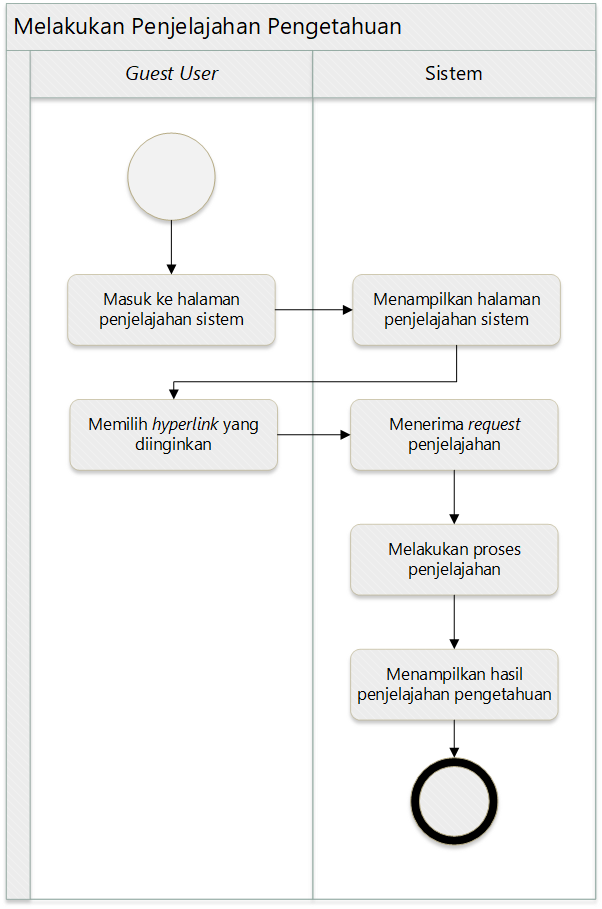 Melakukan Penjelajahan Pengetahuan
Guest User
Sistem
Masuk ke halaman
penjelajahan sistem
Menampilkan halaman
penjelajahan sistem
Memilih hyperlink yang
diinginkan
Menerima request
penjelajahan
Melakukan proses
penjelajahan
Menampilkan hasil
penjelajahan pengetahuan